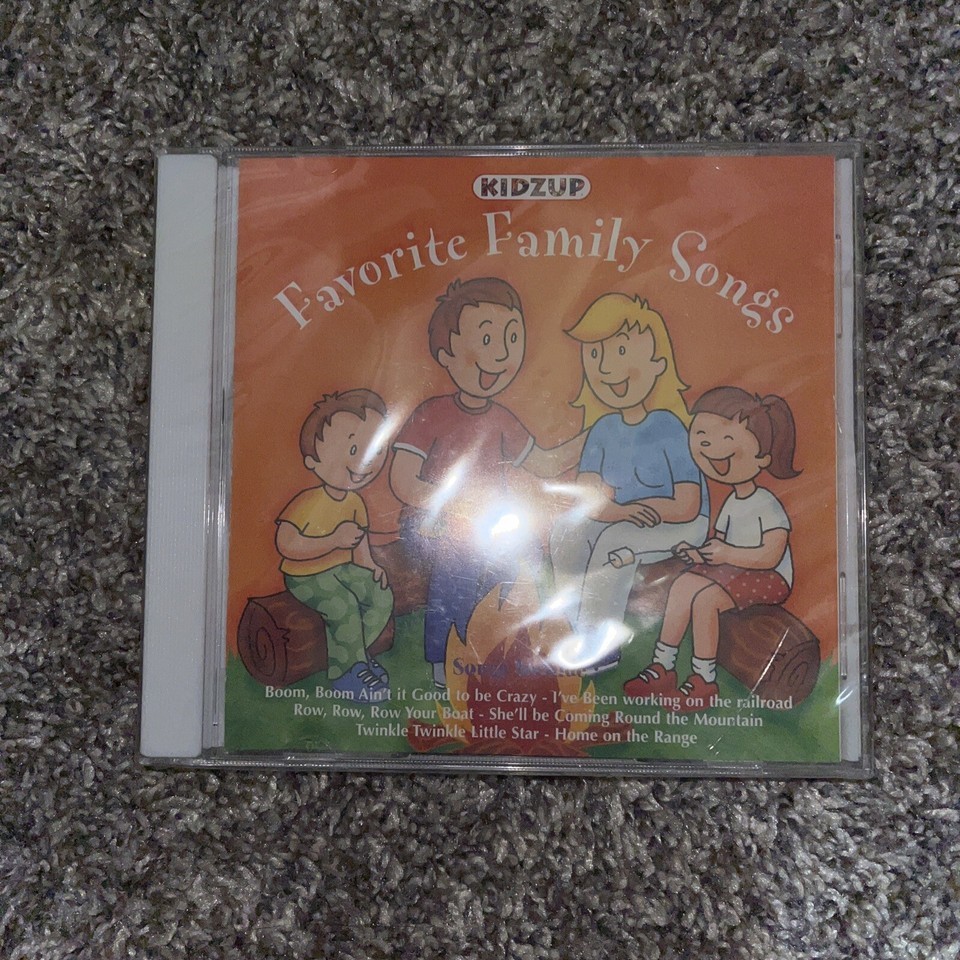 KIDZUP
Favorite Family Songs
Boom, Boom Ain't it Good to be Crazy - I've Been working on the railroad
Row, Row, Row Your Boat - She'll be Coming Round the Mountain
Twinkle Twinkle Little Star - Home on the Range